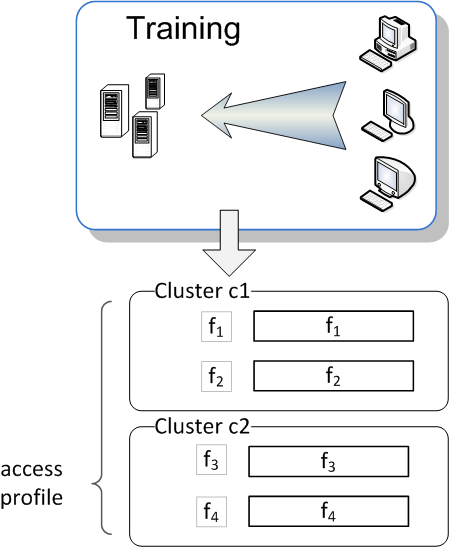 Training
Cluster c1
f₁ f₁
f₂ f₂
Cluster c2
f₃ f₃
f₄ f₄
access
profile